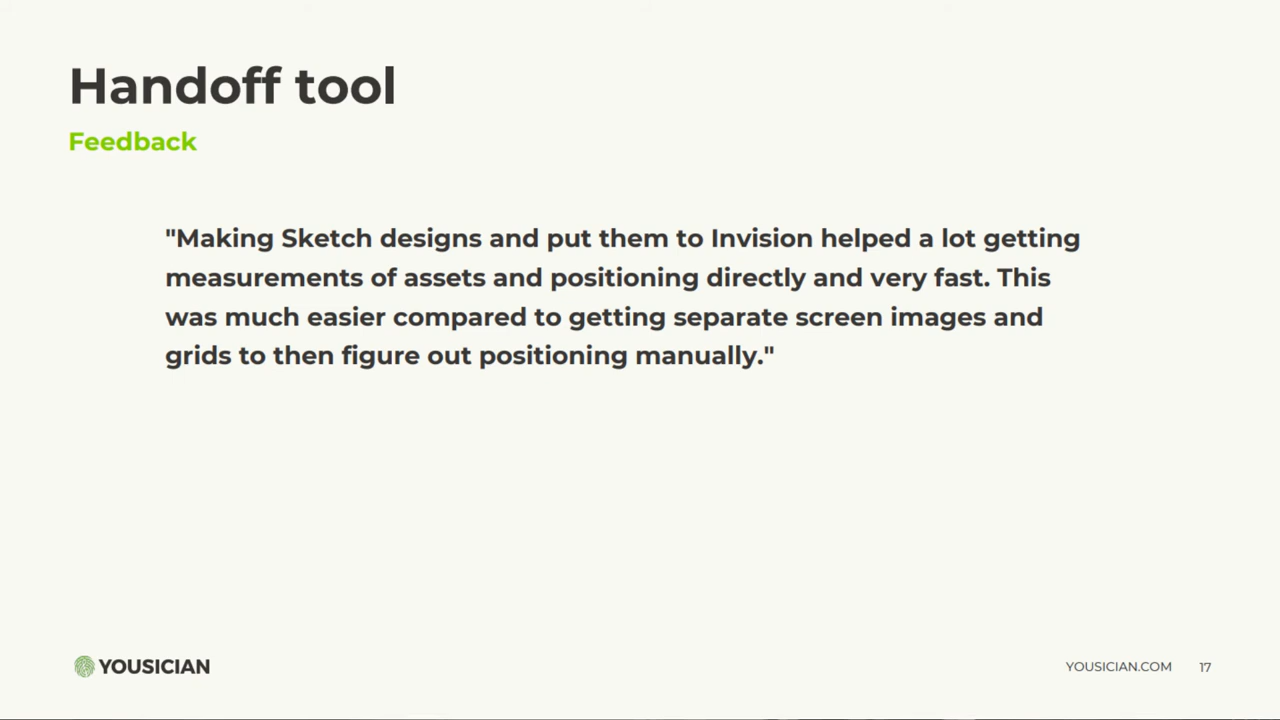 Handoff tool
Feedback
"Making Sketch designs and put them to Invision helped a lot getting
measurements of assets and positioning directly and very fast. This
was much easier compared to getting separate screen images and
grids to then figure out positioning manually."
YOUSICIAN
YOUSICIAN.COM 17